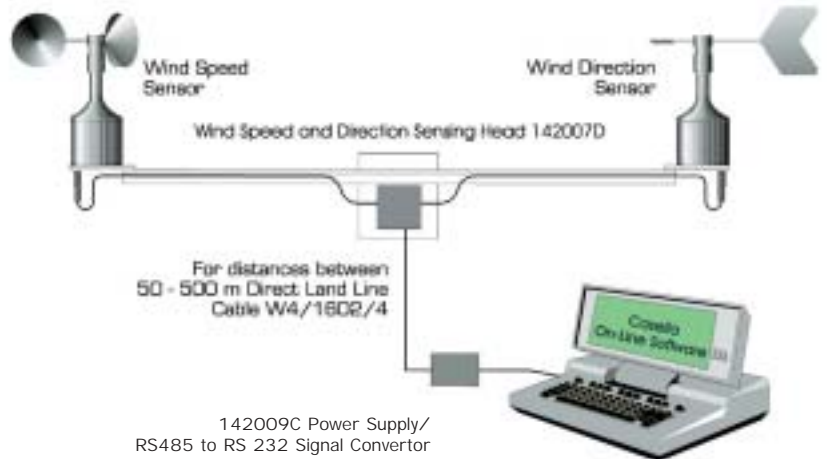 Wind Speed
Sensor
Wind Direction
Sensor
Wind Speed and Direction Sensing Head 142007D
For distances between
50 - 500 m Direct Land Line
Cable W4/1602/4
Casella
On-Line Software
142009C Power Supply/
RS485 to RS 232 Signal Convertor